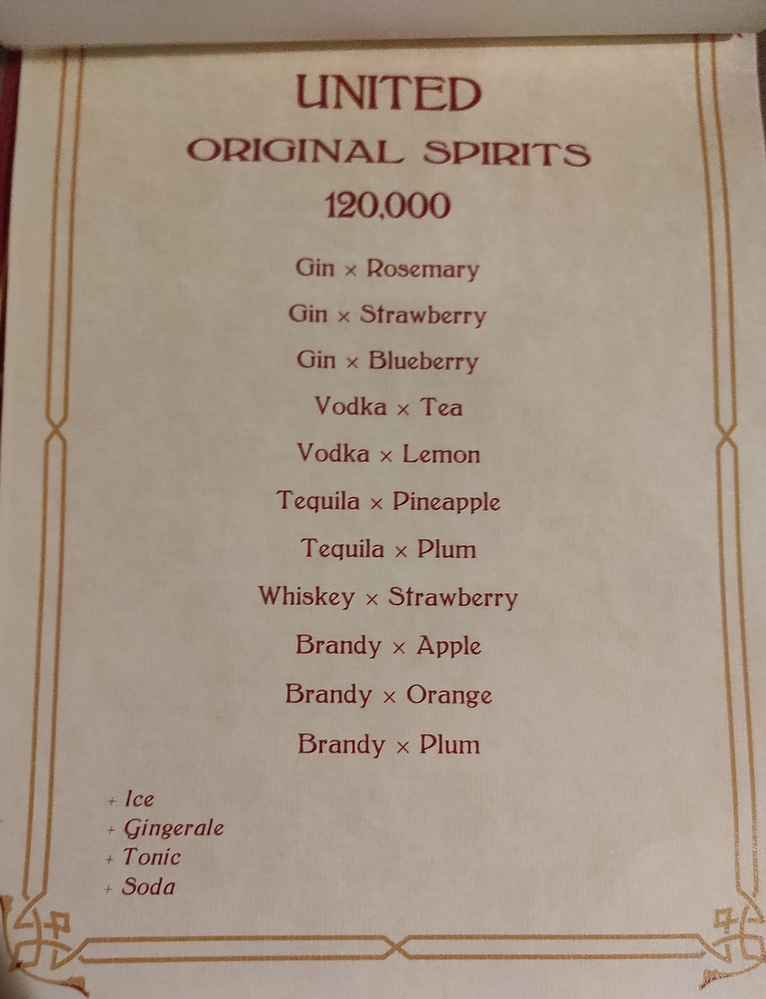 UNITED
ORIGINAL SPIRITS
120,000
Gin × Rosemary
Gin × Strawberry
Gin × Blueberry
Vodka × Tea
Vodka × Lemon
Tequila × Pineapple
Tequila × Plum
Whiskey × Strawberry
Brandy × Apple
Brandy × Orange
Brandy × Plum
+ Ice
+ Gingerale
+ Tonic
+ Soda